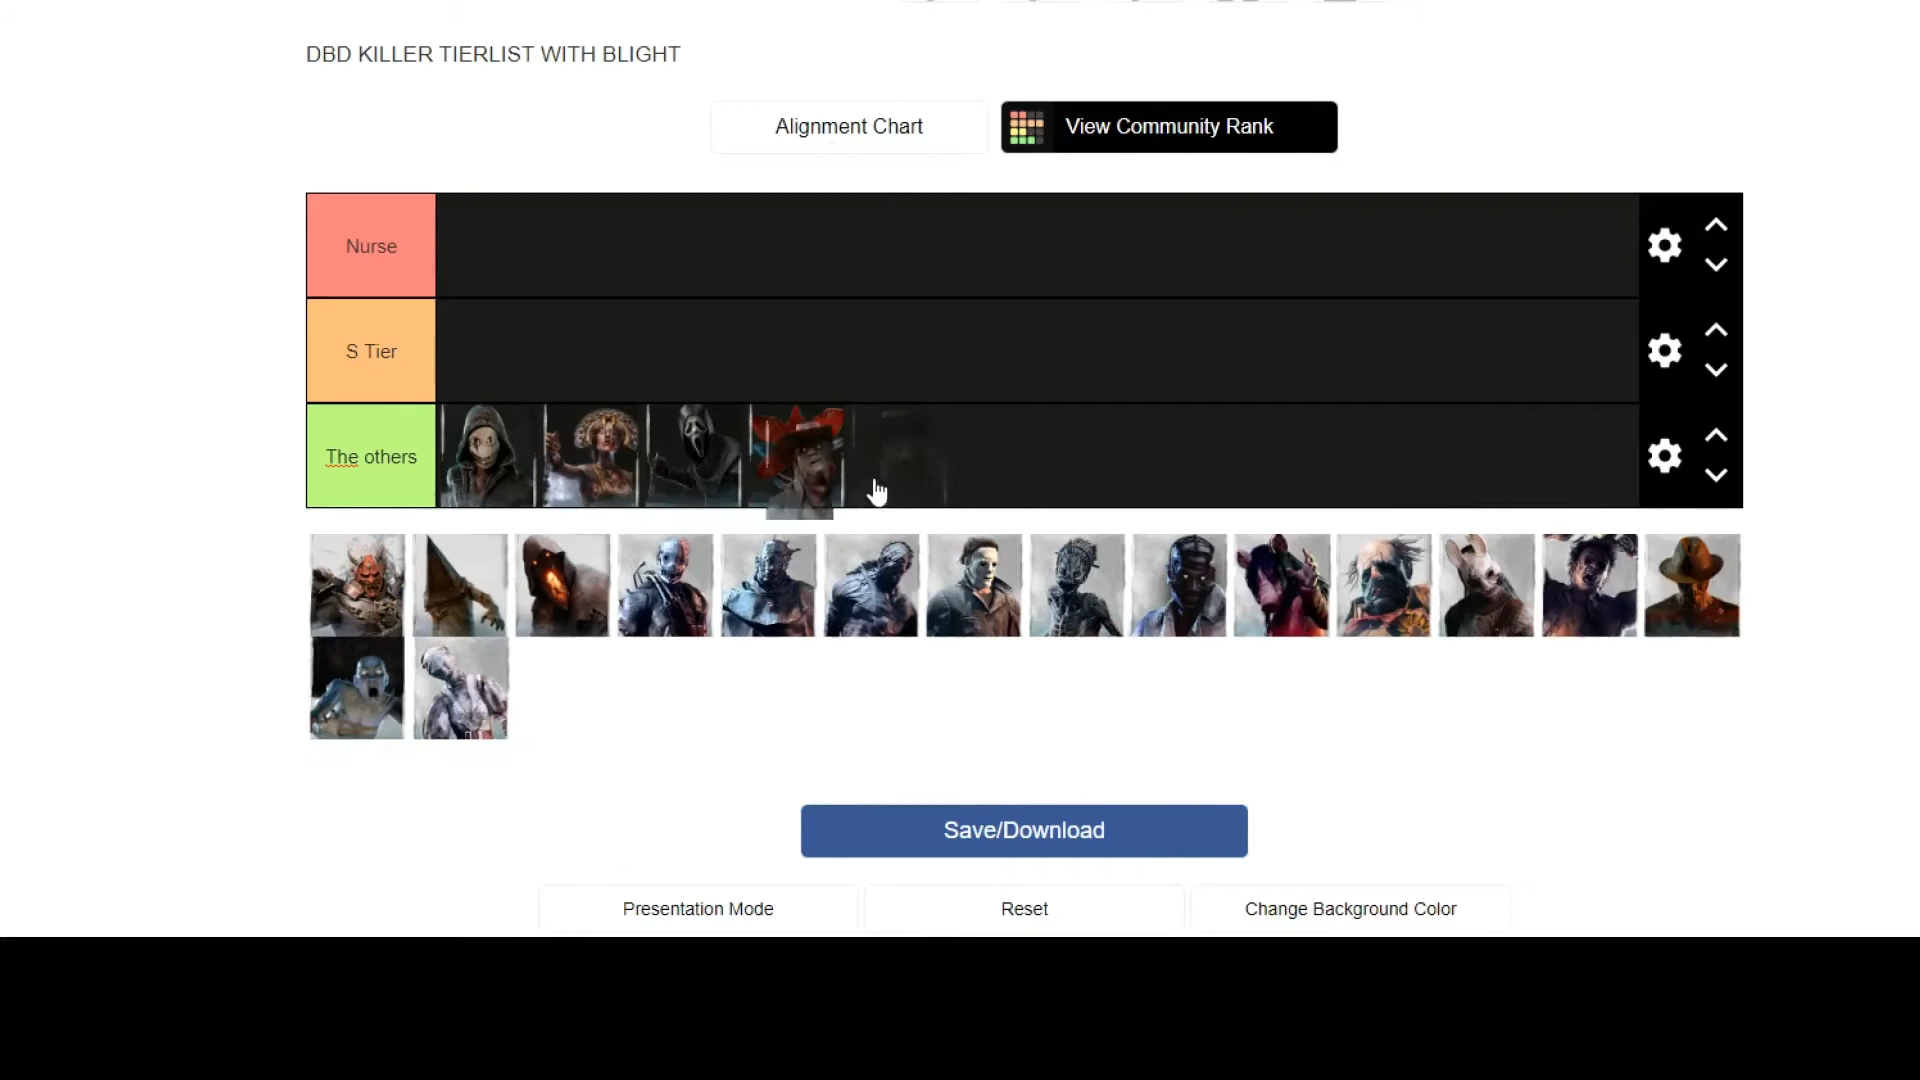 DBD KILLER TIERLIST WITH BLIGHT
Alignment Chart
View Community Rank
Nurse
S Tier
The others
Save/Download
Presentation Mode
Reset
Change Background Color